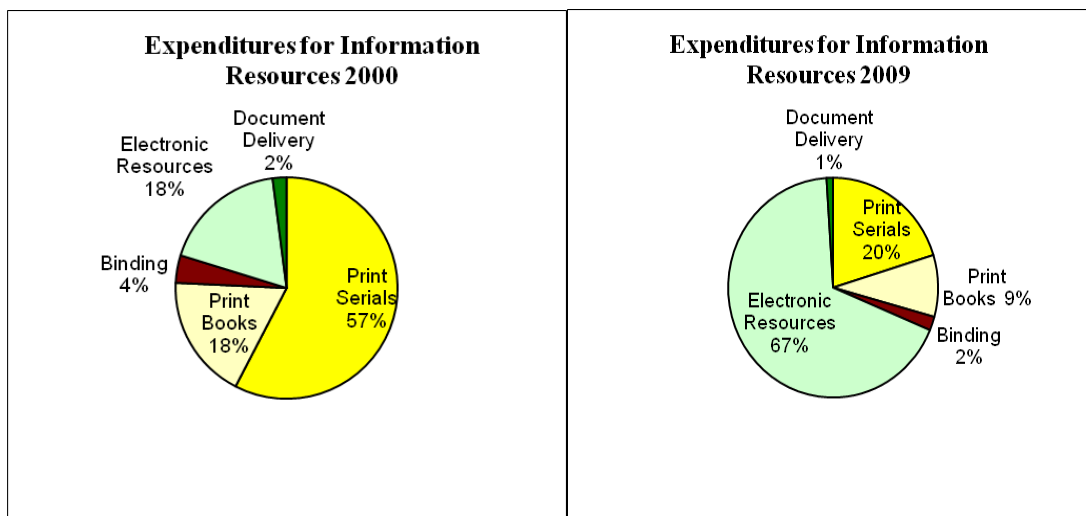 Expenditures for Information
Resources 2000
Document
Delivery
2%
Electronic
Resources
18%
Binding
4%
Print
Books
18%
Print
Serials
57%
Expenditures for Information
Resources 2009
Document
Delivery
1%
Print
Serials
20%
Print
Books 9%
Binding
2%
Electronic
Resources
67%